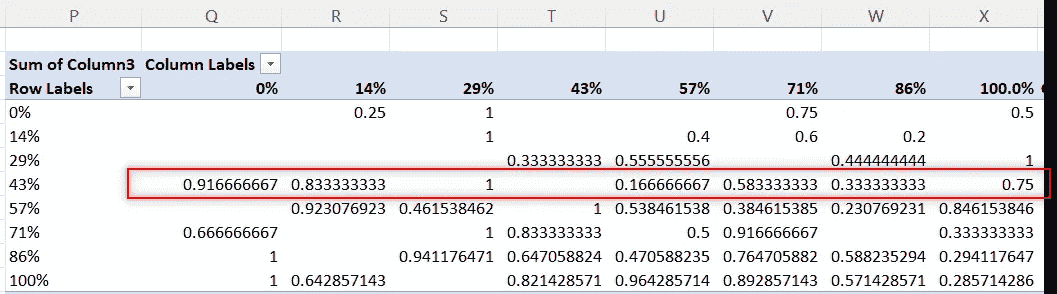 P Q R S T U V W X
Sum of Column3 Column Labels
Row Labels 0% 14% 29% 43% 57% 71% 86% 100.0%
0% 0.25 1 0.75 0.5
14% 1 0.4 0.6 0.2
29% 0.333333333 0.555555556 0.444444444 1
43% 0.916666667 0.833333333 1 0.166666667 0.583333333 0.333333333 0.75
57% 0.923076923 0.461538462 1 0.538461538 0.384615385 0.230769231 0.846153846
71% 0.666666667 1 0.833333333 0.5 0.916666667 0.333333333
86% 1 0.941176471 0.647058824 0.470588235 0.764705882 0.588235294 0.294117647
100% 1 0.642857143 0.821428571 0.964285714 0.892857143 0.571428571 0.285714286